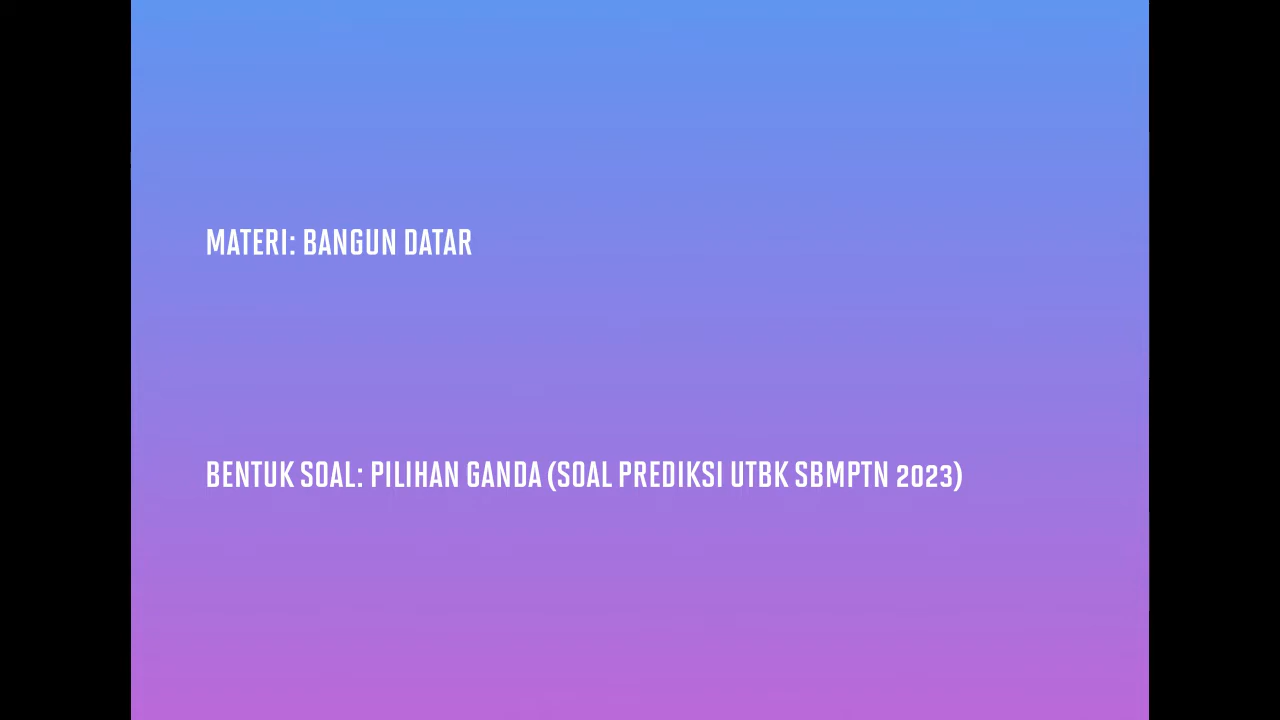 MATERI: BANGUN DATAR
BENTUK SOAL: PILIHAN GANDA (SOAL PREDIKSI UTBK SBMPTN 2023)